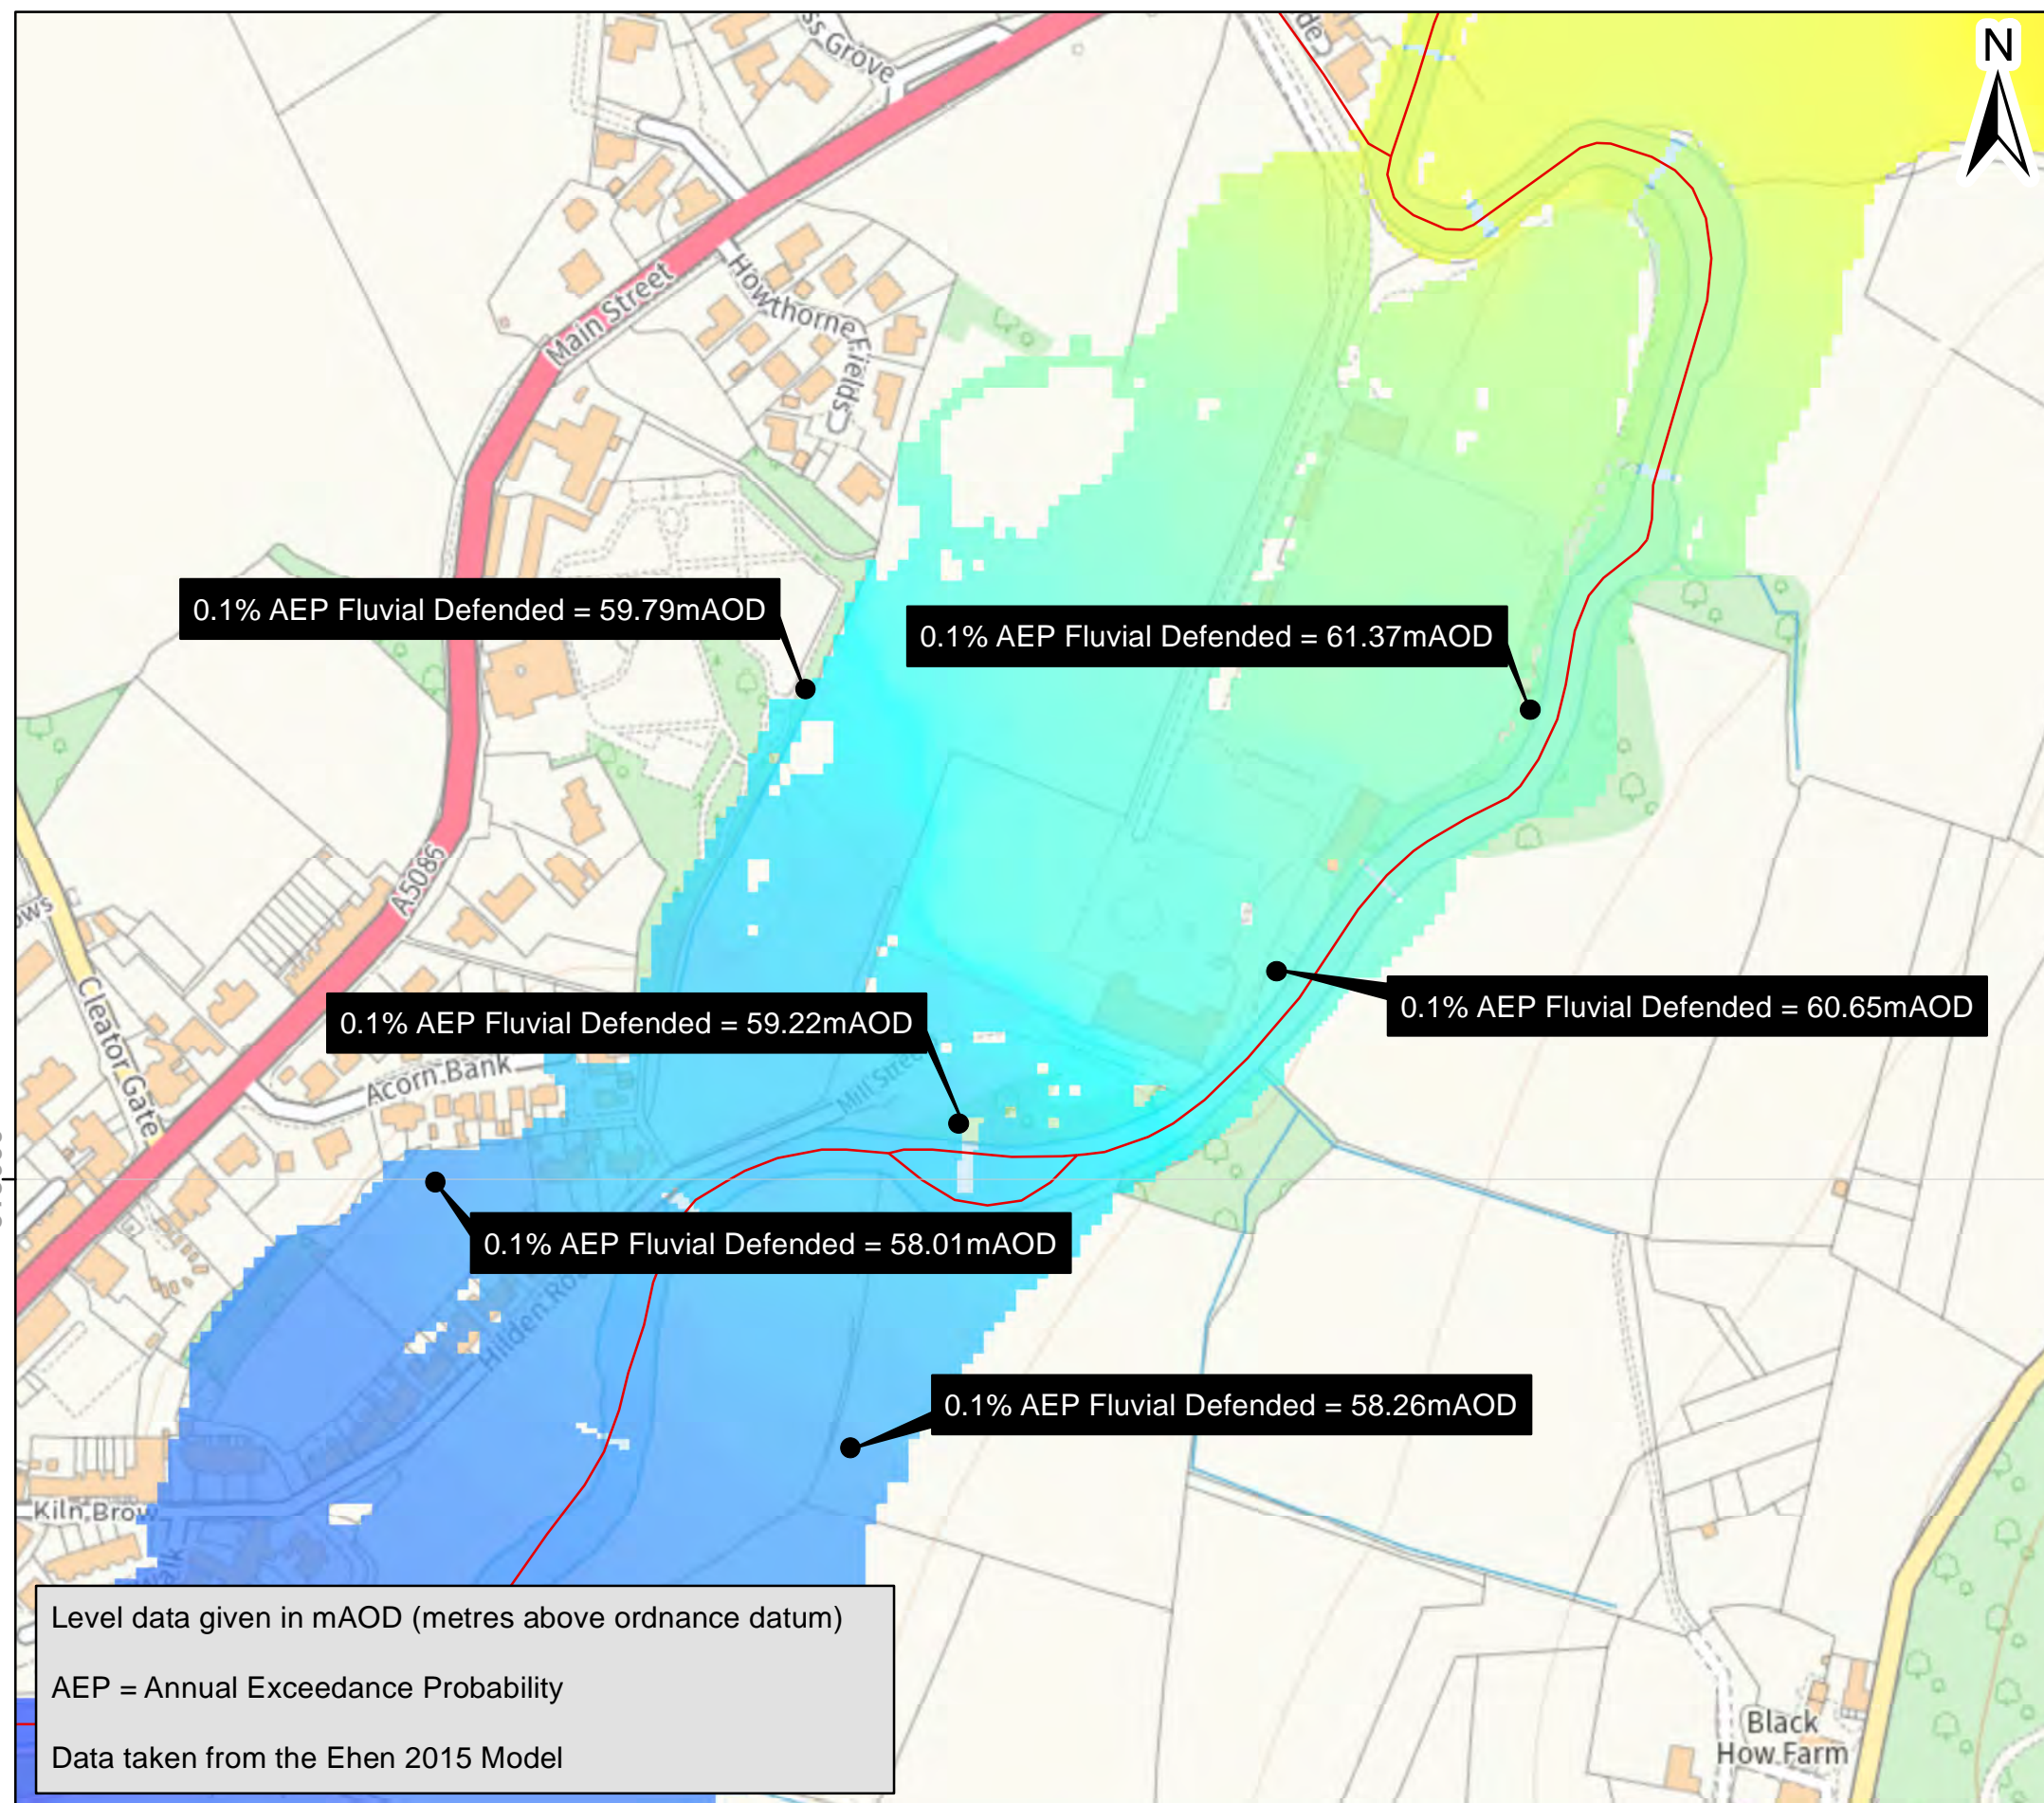 N
Grove
Main Street
Howthorne Fields
0.1% AEP Fluvial Defended = 59.79mAOD
0.1% AEP Fluvial Defended = 61.37mAOD
A5086
Cleator Gate
0.1% AEP Fluvial Defended = 60.65mAOD
0.1% AEP Fluvial Defended = 59.22mAOD
Acorn Bank
Mill Street
0.1% AEP Fluvial Defended = 58.01mAOD
Hilden
0.1% AEP Fluvial Defended = 58.26mAOD
Kiln Brow
Walk
Level data given in mAOD (metres above ordnance datum)
AEP = Annual Exceedance Probability
Data taken from the Ehen 2015 Model
Black
How Farm